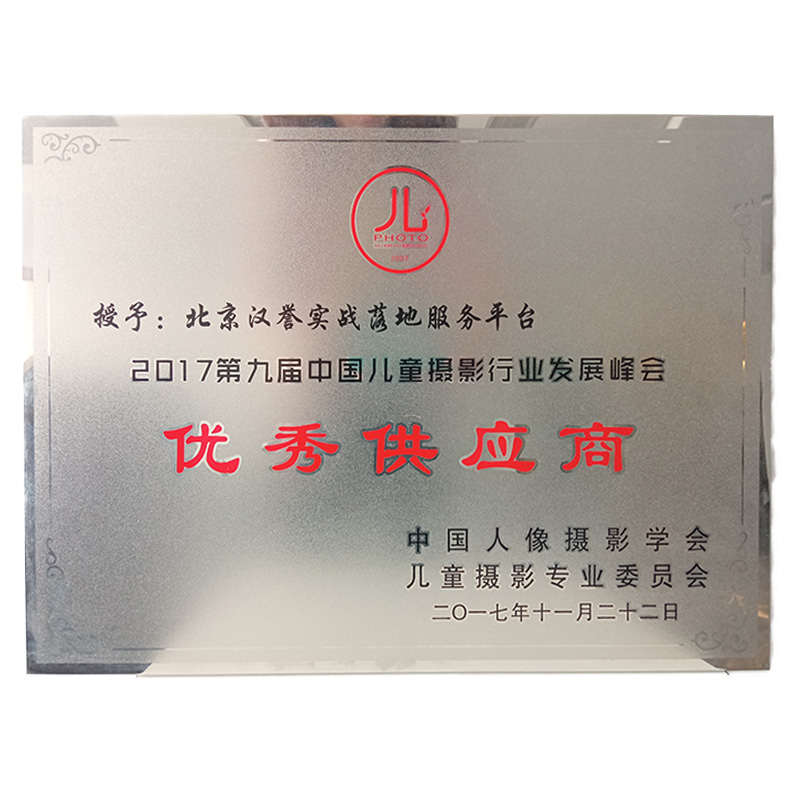 儿
PHOTO
2007
授予：北京汉誉实战落地服务平台
2017第九届中国儿童摄影行业发展峰会
优秀供应商
中国人像摄影学会
儿童摄影专业委员会
二〇一七年十一月二十二日